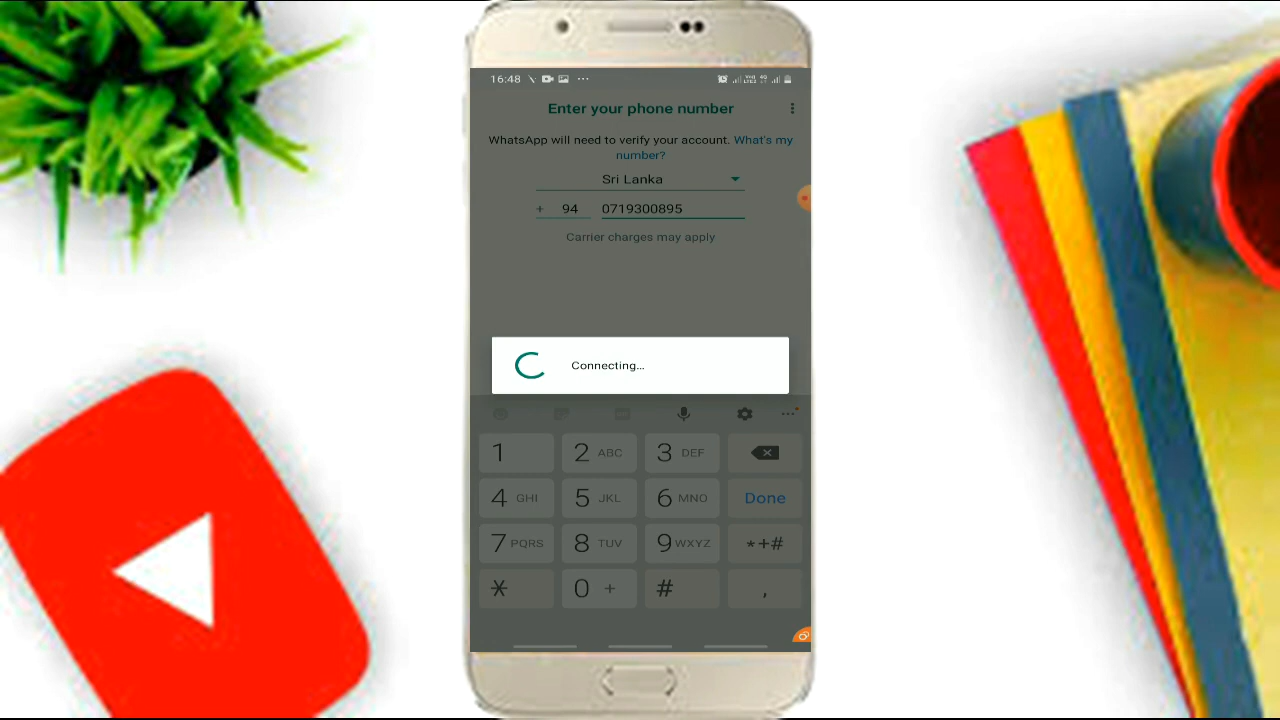 16:48
Enter your phone number
WhatsApp will need to verify your account. What's my
number?
Sri Lanka
+ 94 0719300895
Carrier charges may apply
Connecting...
1 2 ABC 3 DEF
4 GHI 5 JKL 6 MNO Done
7 PQRS 8 TUV 9 WXYZ *+#
* 0 + # ,